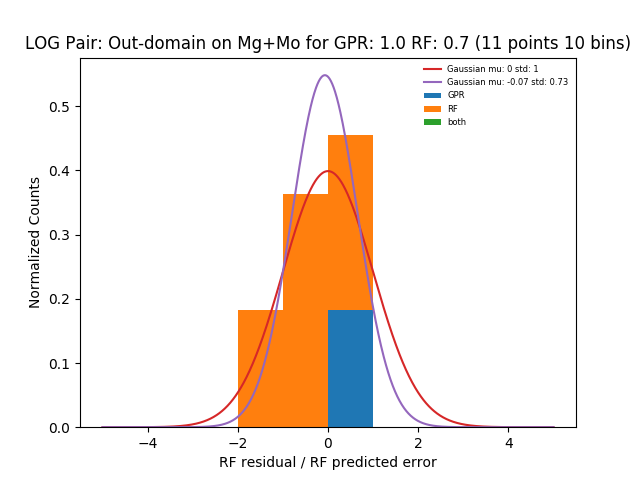 LOG Pair: Out-domain on Mg+Mo for GPR: 1.0 RF: 0.7 (11 points 10 bins)
Gaussian mu: 0 std: 1
Gaussian mu: -0.07 std: 0.73
GPR
RF
both
Normalized Counts
0.5
0.4
0.3
0.2
0.1
0.0
−4 −2 0 2 4
RF residual / RF predicted error